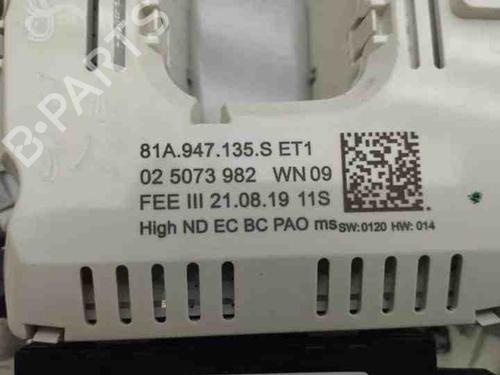 B-PARTS
81A.947.135.S ET1
02 5073 982 WN 09
FEE III 21.08.19 11S
High ND EC BC PAO ms SW:0120 HW: 014